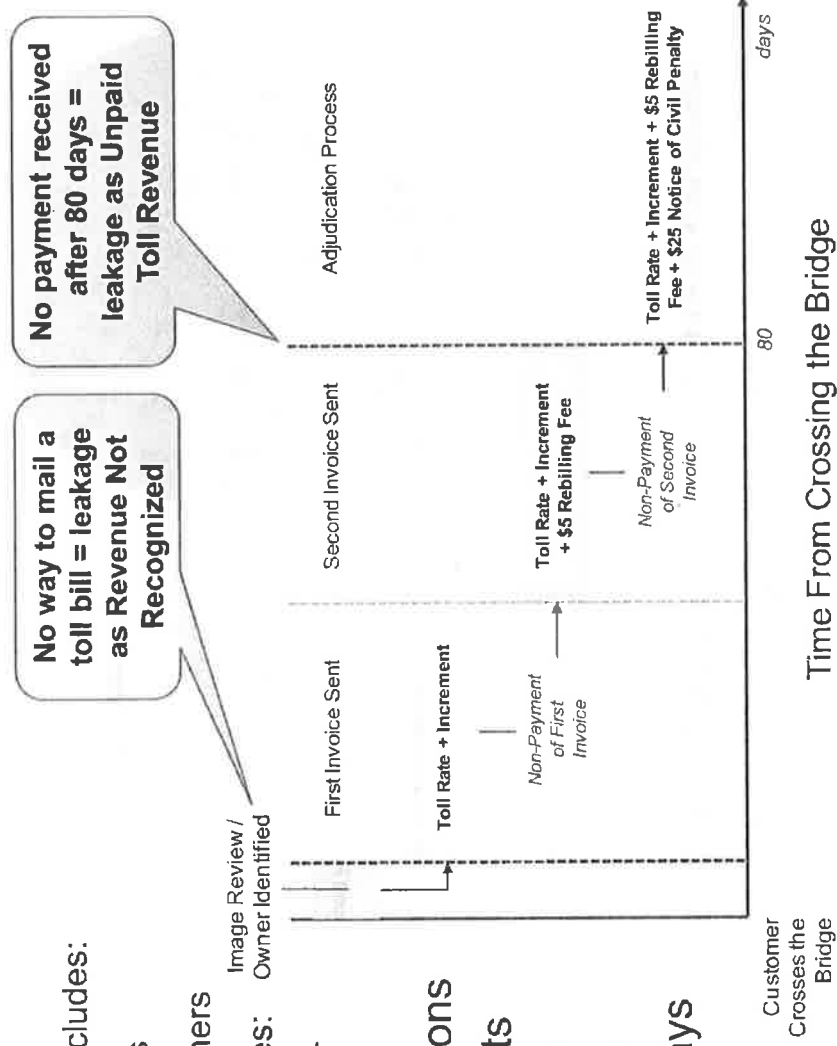 No way to mail a
toll bill = leakage
as Revenue Not
Recognized
No payment received
after 80 days =
leakage as Unpaid
Toll Revenue
cludes:
s
ners
es:
ons
ts
ys
Image Review /
Owner Identified
First Invoice Sent
Second Invoice Sent
Adjudication Process
Toll Rate + Increment
Non-Payment
of First
Invoice
Toll Rate + Increment
+ $5 Rebilling Fee
Non-Payment
of Second
Invoice
Toll Rate + Increment + $5 Rebilling
Fee + $25 Notice of Civil Penalty
Customer
Crosses the
Bridge
80
days
Time From Crossing the Bridge